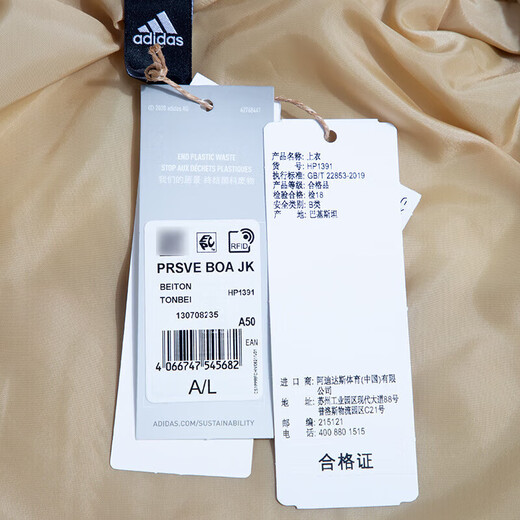 adidas
END PLASTIC WASTE
STOP AUX DÉCHETS PLASTIQUES
RFID
PRSVE BOA JK
BEITON
TONBEI
HP1391
130708235
A50
EAN
4 066747 545682
A/L
ADIDAS.COM/SUSTAINABILITY
产品名称: 上衣
货 号: HP1391
执行标准: GB/T 22853-2019
产品等级: 合格品
检验合格: 检18
安全类别: B类
产 地: 巴基斯坦
进 口 商: 阿迪达斯体育(中国)有限
公司
地 址: 苏州工业园区现代大道88号
普洛斯物流园区C21号
邮 编: 215121
电 话: 400 880 1515
合格证